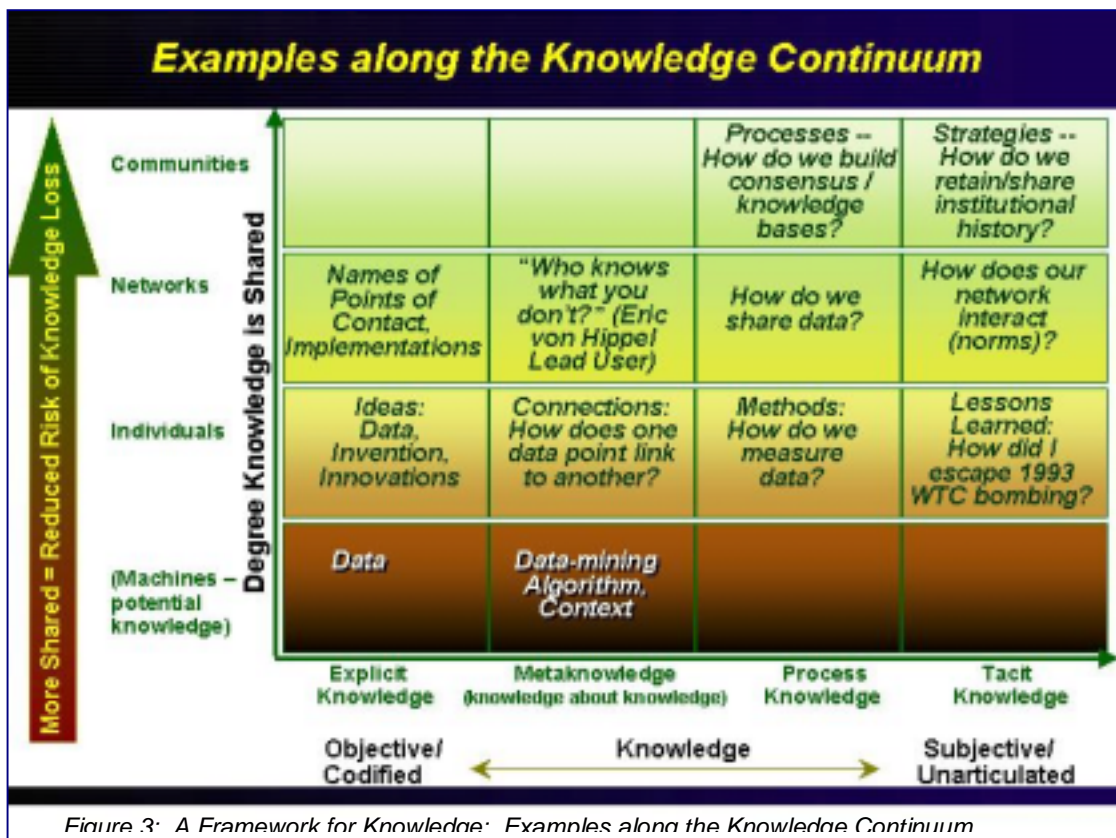 Examples along the Knowledge Continuum
More Shared = Reduced Risk of Knowledge Loss
Degree Knowledge is Shared
Communities
Processes --
How do we build
consensus /
knowledge
bases?
Strategies --
How do we
retain/share
institutional
history?
Networks
Names of
Points of
Contact,
Implementations
"Who knows
what you
don't?" (Eric
von Hippel
Lead User)
How do we
share data?
How does our
network
interact
(norms)?
Individuals
Ideas:
Data,
Invention,
Innovations
Connections:
How does one
data point link
to another?
Methods:
How do we
measure
data?
Lessons
Learned:
How did I
escape 1993
WTC bombing?
(Machines –
potential
knowledge)
Data
Data-mining
Algorithm,
Context
Explicit
Knowledge
Metaknowledge
(knowledge about knowledge)
Process
Knowledge
Tacit
Knowledge
Objective/
Codified
Knowledge
Subjective/
Unarticulated
Figure 3: A Framework for Knowledge: Examples along the Knowledge Continuum